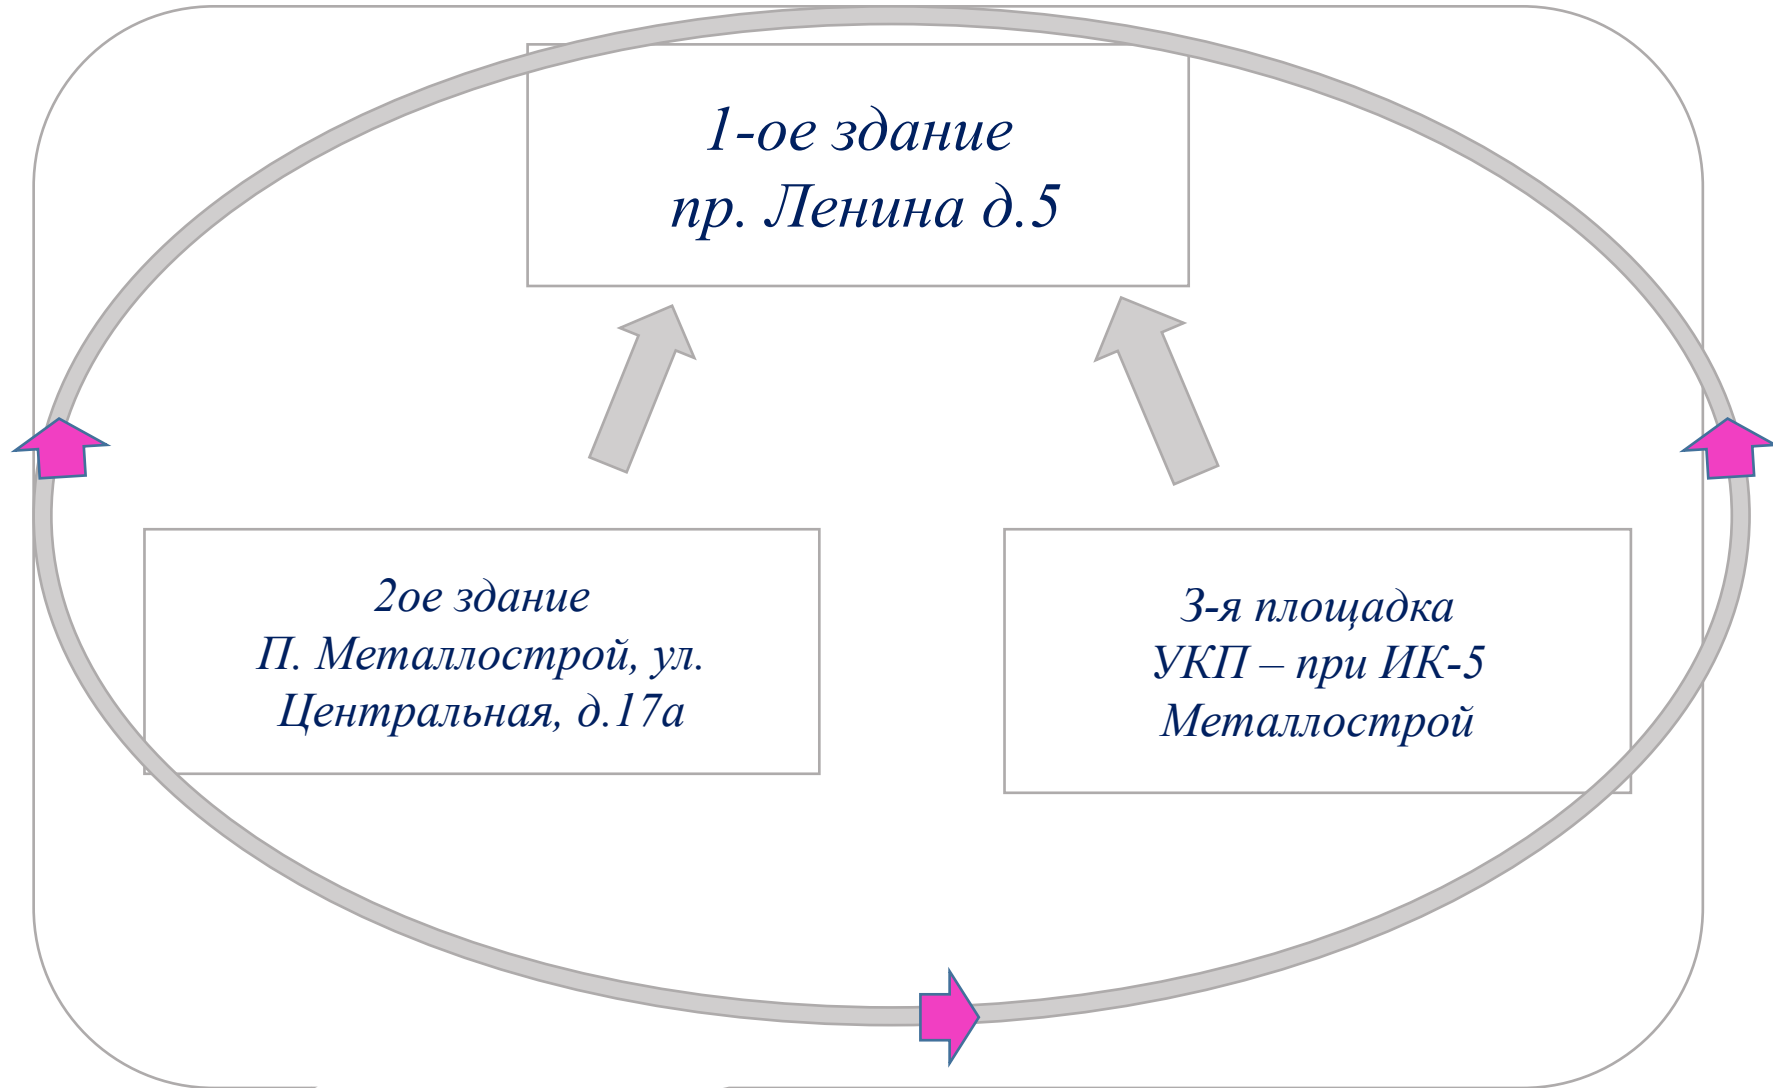 1-ое здание
пр. Ленина д.5
2ое здание
П. Металлострой, ул.
Центральная, д.17а
3-я площадка
УКП – при ИК-5
Металлострой